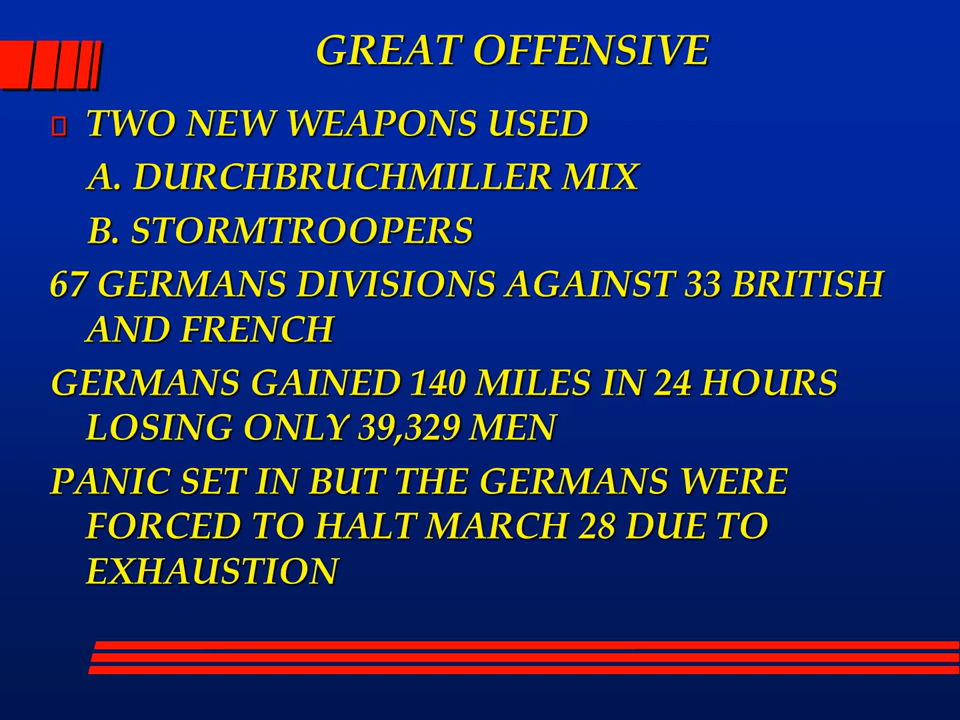 GREAT OFFENSIVE
TWO NEW WEAPONS USED
A. DURCHBRUCHMILLER MIX
B. STORMTROOPERS
67 GERMANS DIVISIONS AGAINST 33 BRITISH
AND FRENCH
GERMANS GAINED 140 MILES IN 24 HOURS
LOSING ONLY 39,329 MEN
PANIC SET IN BUT THE GERMANS WERE
FORCED TO HALT MARCH 28 DUE TO
EXHAUSTION